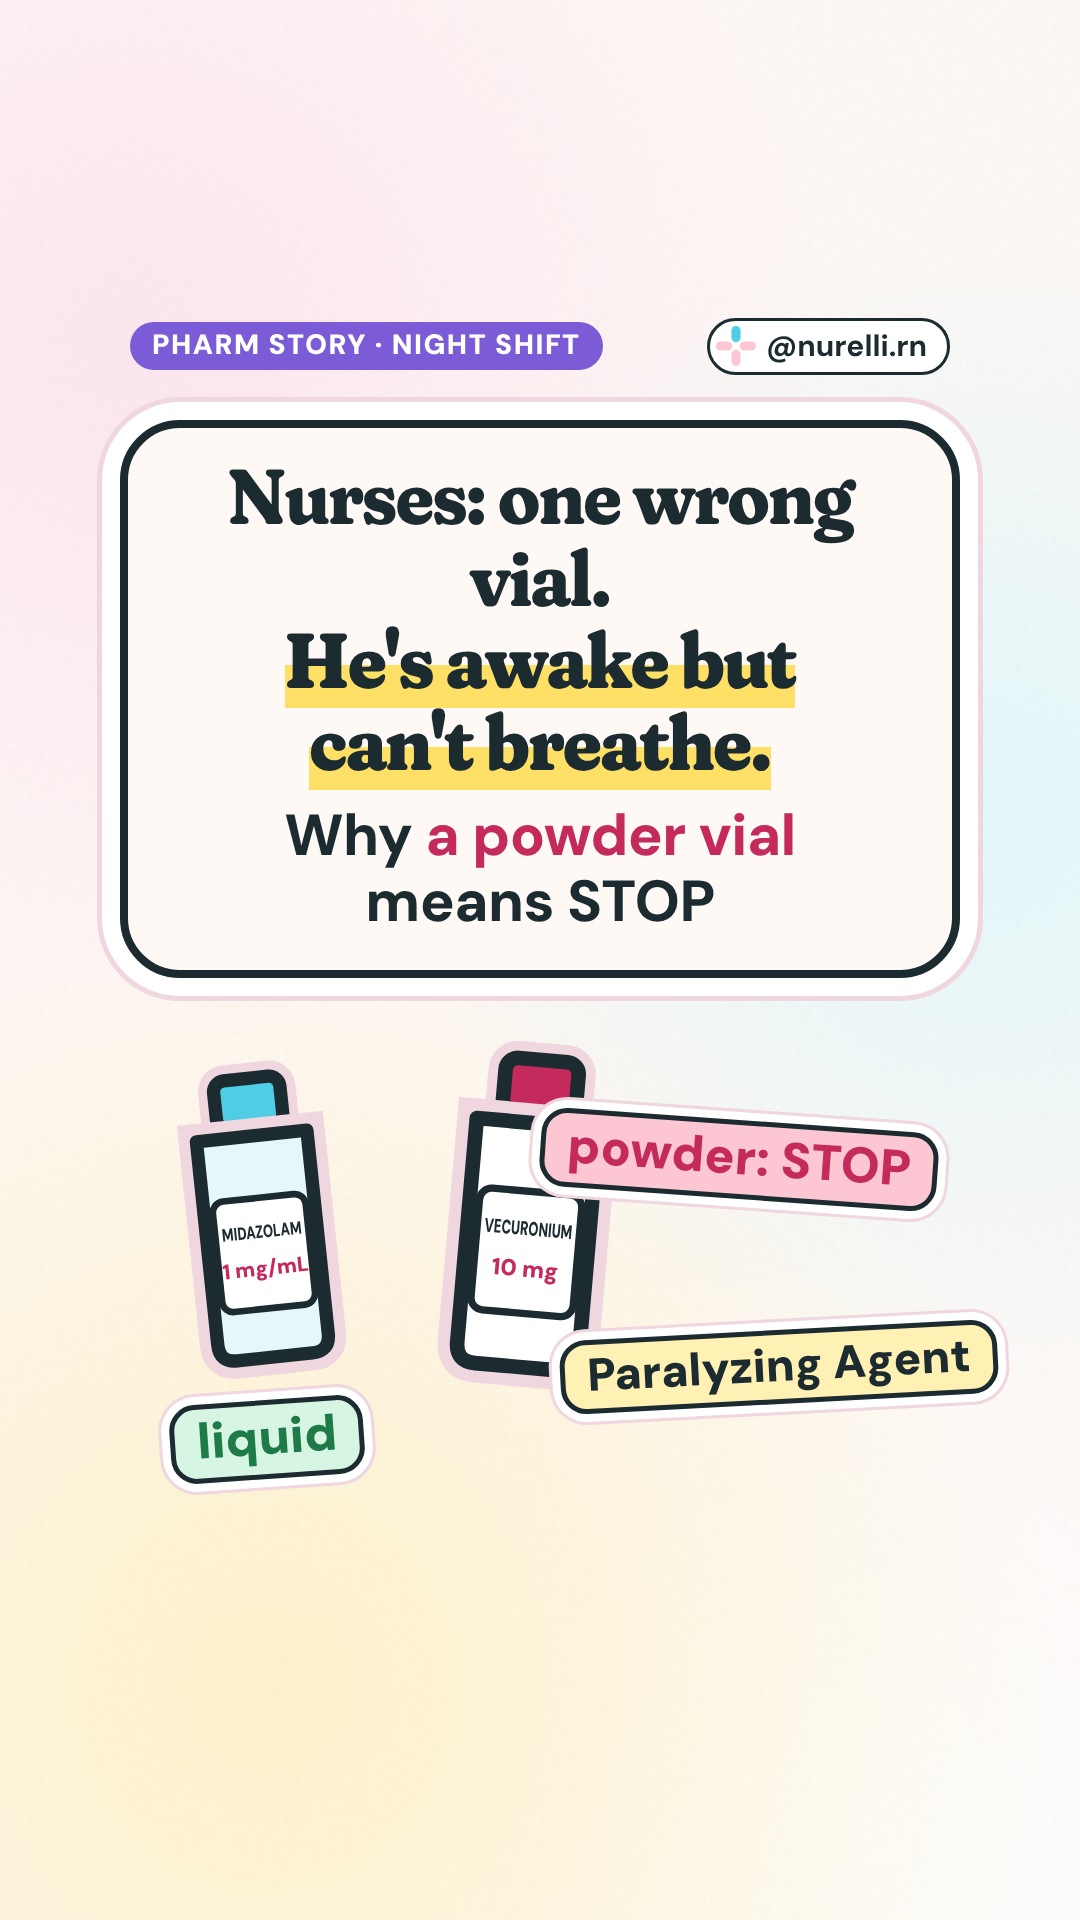 PHARM STORY · NIGHT SHIFT
@nurelli.rn
Nurses: one wrong
vial.
He's awake but
can't breathe.
Why a powder vial
means STOP
powder: STOP
MIDAZOLAM
1 mg/mL
VECURONIUM
10 mg
Paralyzing Agent
liquid